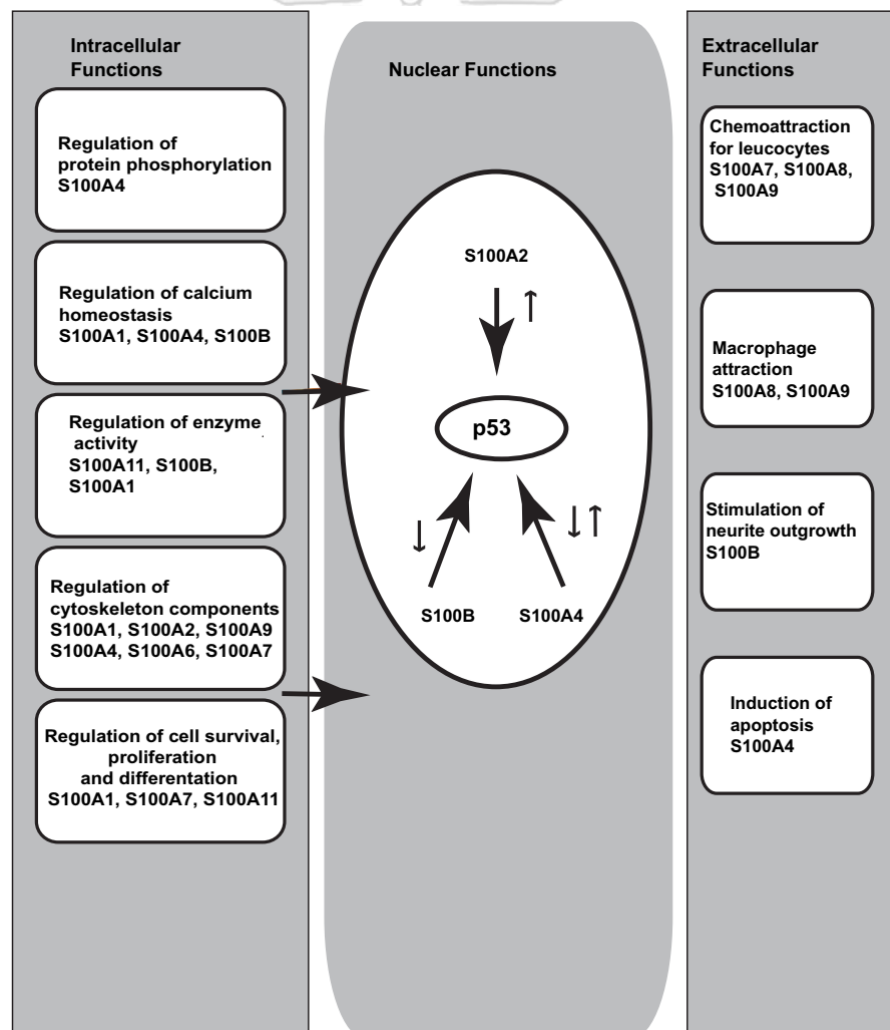 Intracellular
Functions
Regulation of
protein phosphorylation
S100A4
Regulation of calcium
homeostasis
S100A1, S100A4, S100B
Regulation of enzyme
activity
S100A11, S100B,
S100A1
Regulation of
cytoskeleton components
S100A1, S100A2, S100A9
S100A4, S100A6, S100A7
Regulation of cell survival,
proliferation
and differentation
S100A1, S100A7, S100A11
Nuclear Functions
S100A2
↑
p53
↓
↓↑
S100B
S100A4
Extracellular
Functions
Chemoattraction
for leucocytes
S100A7, S100A8,
S100A9
Macrophage
attraction
S100A8, S100A9
Stimulation of
neurite outgrowth
S100B
Induction of
apoptosis
S100A4